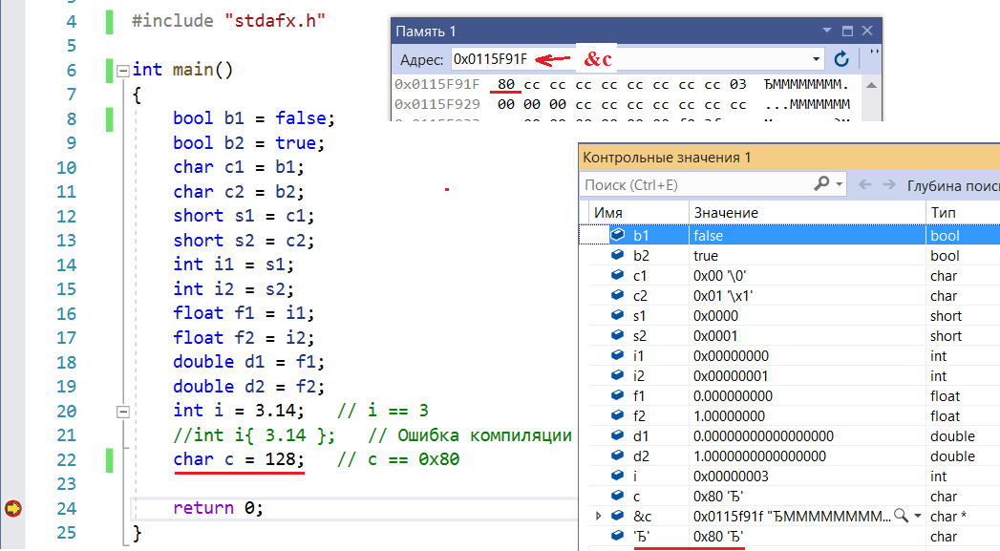 4 #include "stdafx.h"
5
6 int main()
7 {
8 bool b1 = false;
9 bool b2 = true;
10 char c1 = b1;
11 char c2 = b2;
12 short s1 = c1;
13 short s2 = c2;
14 int i1 = s1;
15 int i2 = s2;
16 float f1 = i1;
17 float f2 = i2;
18 double d1 = f1;
19 double d2 = f2;
20 int i = 3.14; // i == 3
21 //int i{ 3.14 }; // Ошибка компиляции
22 char c = 128; // c == 0x80
23
24 return 0;
25 }
Память 1
Адрес: 0x0115F91F &c
0x0115F91F 80 cc cc cc cc cc cc cc cc 03 ЂММММММММ.
0x0115F929 00 00 00 cc cc cc cc cc cc cc ...МММММММ
Контрольные значения 1
Поиск (Ctrl+E) Глубина поис
Имя Значение Тип
b1 false bool
b2 true bool
c1 0x00 '\0' char
c2 0x01 '\x1' char
s1 0x0000 short
s2 0x0001 short
i1 0x00000000 int
i2 0x00000001 int
f1 0.000000000 float
f2 1.00000000 float
d1 0.00000000000000000 double
d2 1.0000000000000000 double
i 0x00000003 int
c 0x80 'Ђ' char
&c 0x0115f91f "ЂММММММММ... char *
'Ђ' 0x80 'Ђ' char